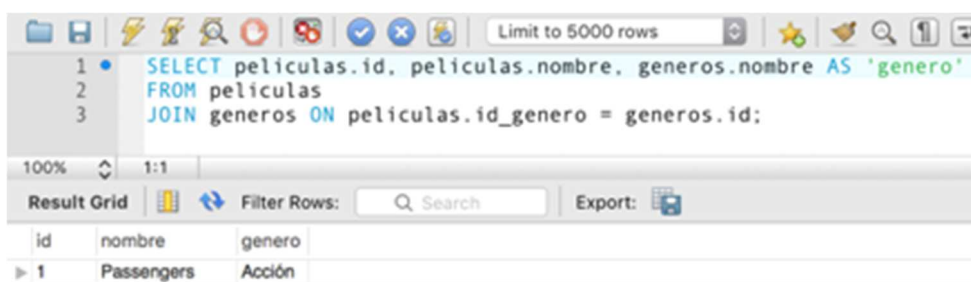 Limit to 5000 rows
1 SELECT peliculas.id, peliculas.nombre, generos.nombre AS 'genero'
2 FROM peliculas
3 JOIN generos ON peliculas.id_genero = generos.id;
100% 1:1
Result Grid Filter Rows: Search Export:
id nombre genero
1 Passengers Acción